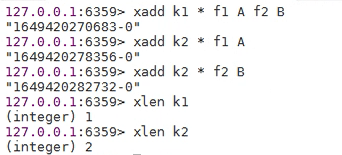 127.0.0.1:6359> xadd k1 * f1 A f2 B
"1649420270683-0"
127.0.0.1:6359> xadd k2 * f1 A
"1649420278356-0"
127.0.0.1:6359> xadd k2 * f2 B
"1649420282732-0"
127.0.0.1:6359> xlen k1
(integer) 1
127.0.0.1:6359> xlen k2
(integer) 2